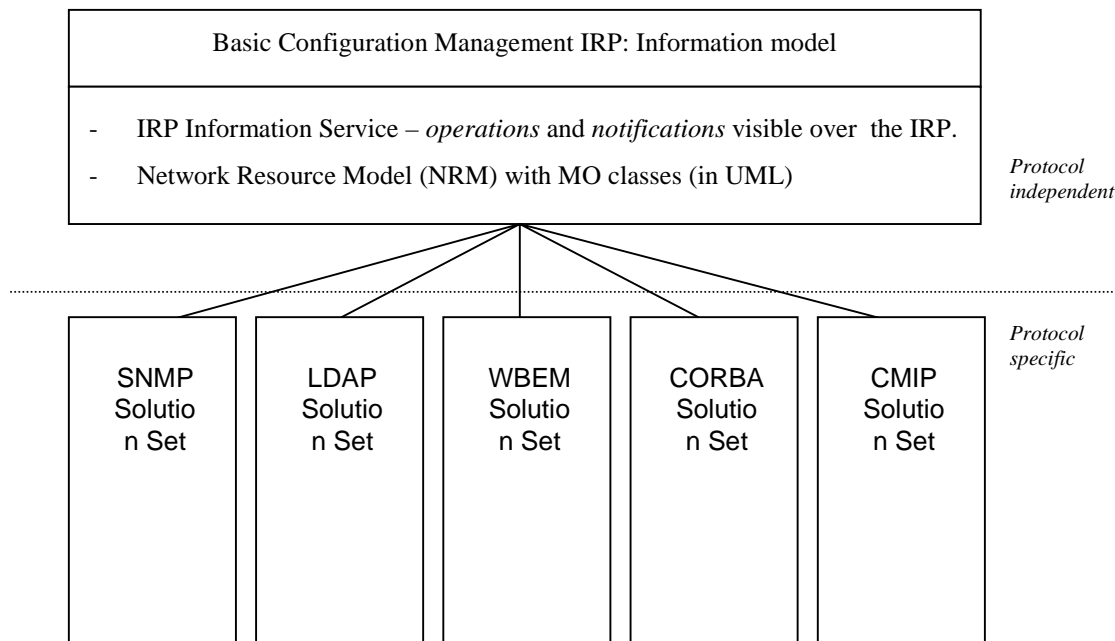 Basic Configuration Management IRP: Information model
- IRP Information Service – operations and notifications visible over the IRP.
- Network Resource Model (NRM) with MO classes (in UML)
Protocol
independent
Protocol
specific
SNMP
Solutio
n Set
LDAP
Solutio
n Set
WBEM
Solutio
n Set
CORBA
Solutio
n Set
CMIP
Solutio
n Set